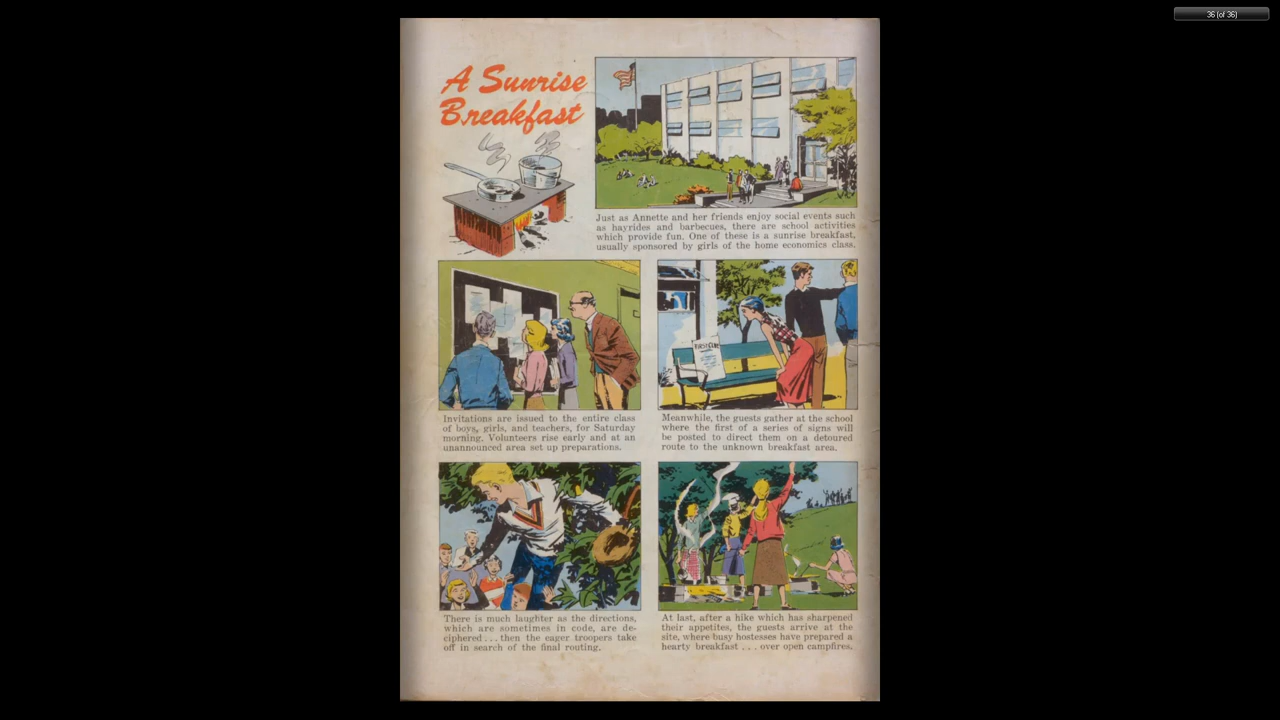 36 (of 36)
A Sunrise
Breakfast
Just as Annette and her friends enjoy social events such
as hayrides and barbecues, there are school activities
which provide fun. One of these is a sunrise breakfast,
usually sponsored by girls of the home economics class.
Invitations are issued to the entire class
of boys, girls, and teachers, for Saturday
morning. Volunteers rise early and at an
unannounced area set up preparations.
Meanwhile, the guests gather at the school
where the first of a series of signs will
be posted to direct them on a detoured
route to the unknown breakfast area.
There is much laughter as the directions,
which are sometimes in code, are de-
ciphered . . . then the eager troopers take
off in search of the final routing.
At last, after a hike which has sharpened
their appetites, the guests arrive at the
site, where busy hostesses have prepared a
hearty breakfast . . . over open campfires.